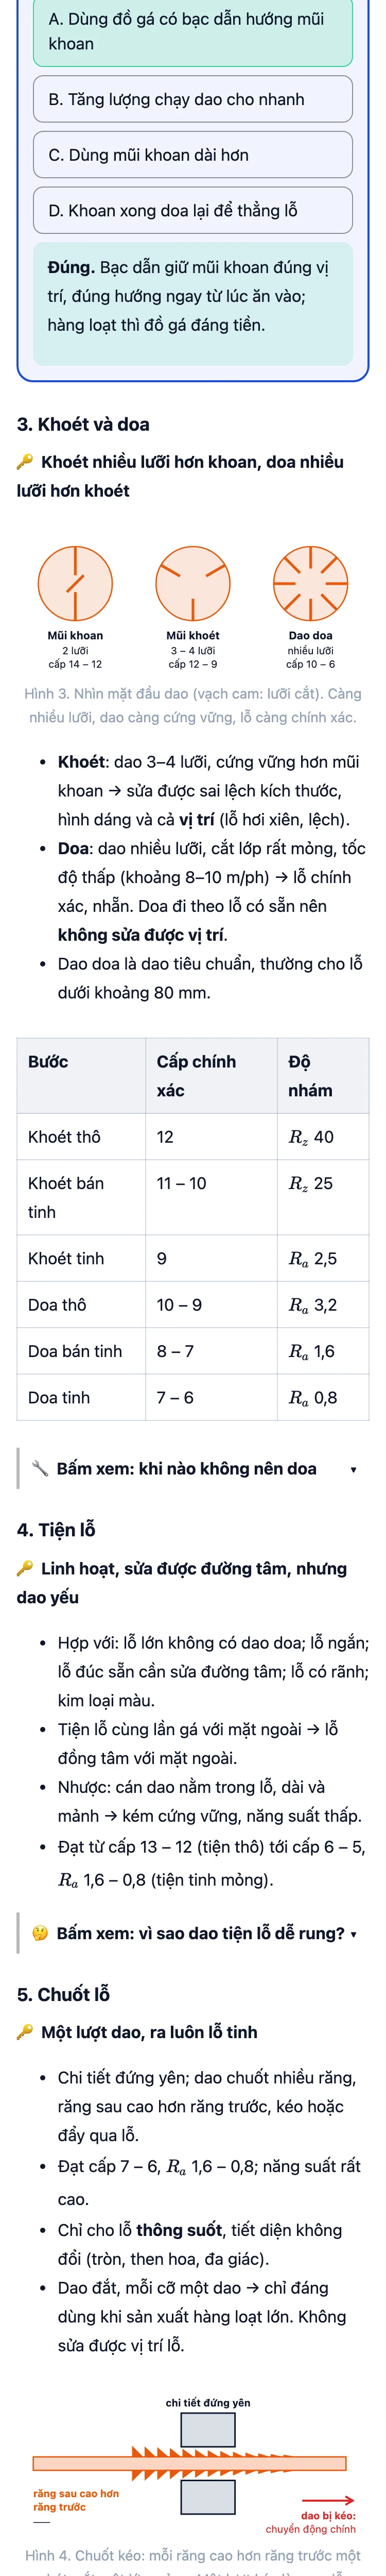 A. Dùng đồ gá có bạc dẫn hướng mũi
khoan
B. Tăng lượng chạy dao cho nhanh
C. Dùng mũi khoan dài hơn
D. Khoan xong doa lại để thẳng lỗ
Đúng. Bạc dẫn giữ mũi khoan đúng vị
trí, đúng hướng ngay từ lúc ăn vào;
hàng loạt thì đồ gá đáng tiền.
3. Khoét và doa
🔑 Khoét nhiều lưỡi hơn khoan, doa nhiều
lưỡi hơn khoét
Mũi khoan
2 lưỡi
cấp 14 – 12
Mũi khoét
3 – 4 lưỡi
cấp 12 – 9
Dao doa
nhiều lưỡi
cấp 10 – 6
Hình 3. Nhìn mặt đầu dao (vạch cam: lưỡi cắt). Càng
nhiều lưỡi, dao càng cứng vững, lỗ càng chính xác.
• Khoét: dao 3–4 lưỡi, cứng vững hơn mũi
khoan → sửa được sai lệch kích thước,
hình dáng và cả vị trí (lỗ hơi xiên, lệch).
• Doa: dao nhiều lưỡi, cắt lớp rất mỏng, tốc
độ thấp (khoảng 8–10 m/ph) → lỗ chính
xác, nhẵn. Doa đi theo lỗ có sẵn nên
không sửa được vị trí.
• Dao doa là dao tiêu chuẩn, thường cho lỗ
dưới khoảng 80 mm.
Bước Cấp chính xác Độ nhám
Khoét thô 12 Rz 40
Khoét bán tinh 11 – 10 Rz 25
Khoét tinh 9 Ra 2,5
Doa thô 10 – 9 Ra 3,2
Doa bán tinh 8 – 7 Ra 1,6
Doa tinh 7 – 6 Ra 0,8
🔧 Bấm xem: khi nào không nên doa ▾
4. Tiện lỗ
🔑 Linh hoạt, sửa được đường tâm, nhưng
dao yếu
• Hợp với: lỗ lớn không có dao doa; lỗ ngắn;
lỗ đúc sẵn cần sửa đường tâm; lỗ có rãnh;
kim loại màu.
• Tiện lỗ cùng lần gá với mặt ngoài → lỗ
đồng tâm với mặt ngoài.
• Nhược: cán dao nằm trong lỗ, dài và
mảnh → kém cứng vững, năng suất thấp.
• Đạt từ cấp 13 – 12 (tiện thô) tới cấp 6 – 5,
Ra 1,6 – 0,8 (tiện tinh mỏng).
🤔 Bấm xem: vì sao dao tiện lỗ dễ rung? ▾
5. Chuốt lỗ
🔑 Một lượt dao, ra luôn lỗ tinh
• Chi tiết đứng yên; dao chuốt nhiều răng,
răng sau cao hơn răng trước, kéo hoặc
đẩy qua lỗ.
• Đạt cấp 7 – 6, Ra 1,6 – 0,8; năng suất rất
cao.
• Chỉ cho lỗ thông suốt, tiết diện không
đổi (tròn, then hoa, đa giác).
• Dao đắt, mỗi cỡ một dao → chỉ đáng
dùng khi sản xuất hàng loạt lớn. Không
sửa được vị trí lỗ.
chi tiết đứng yên
răng sau cao hơn
răng trước
dao bị kéo:
chuyển động chính
Hình 4. Chuốt kéo: mỗi răng cao hơn răng trước một